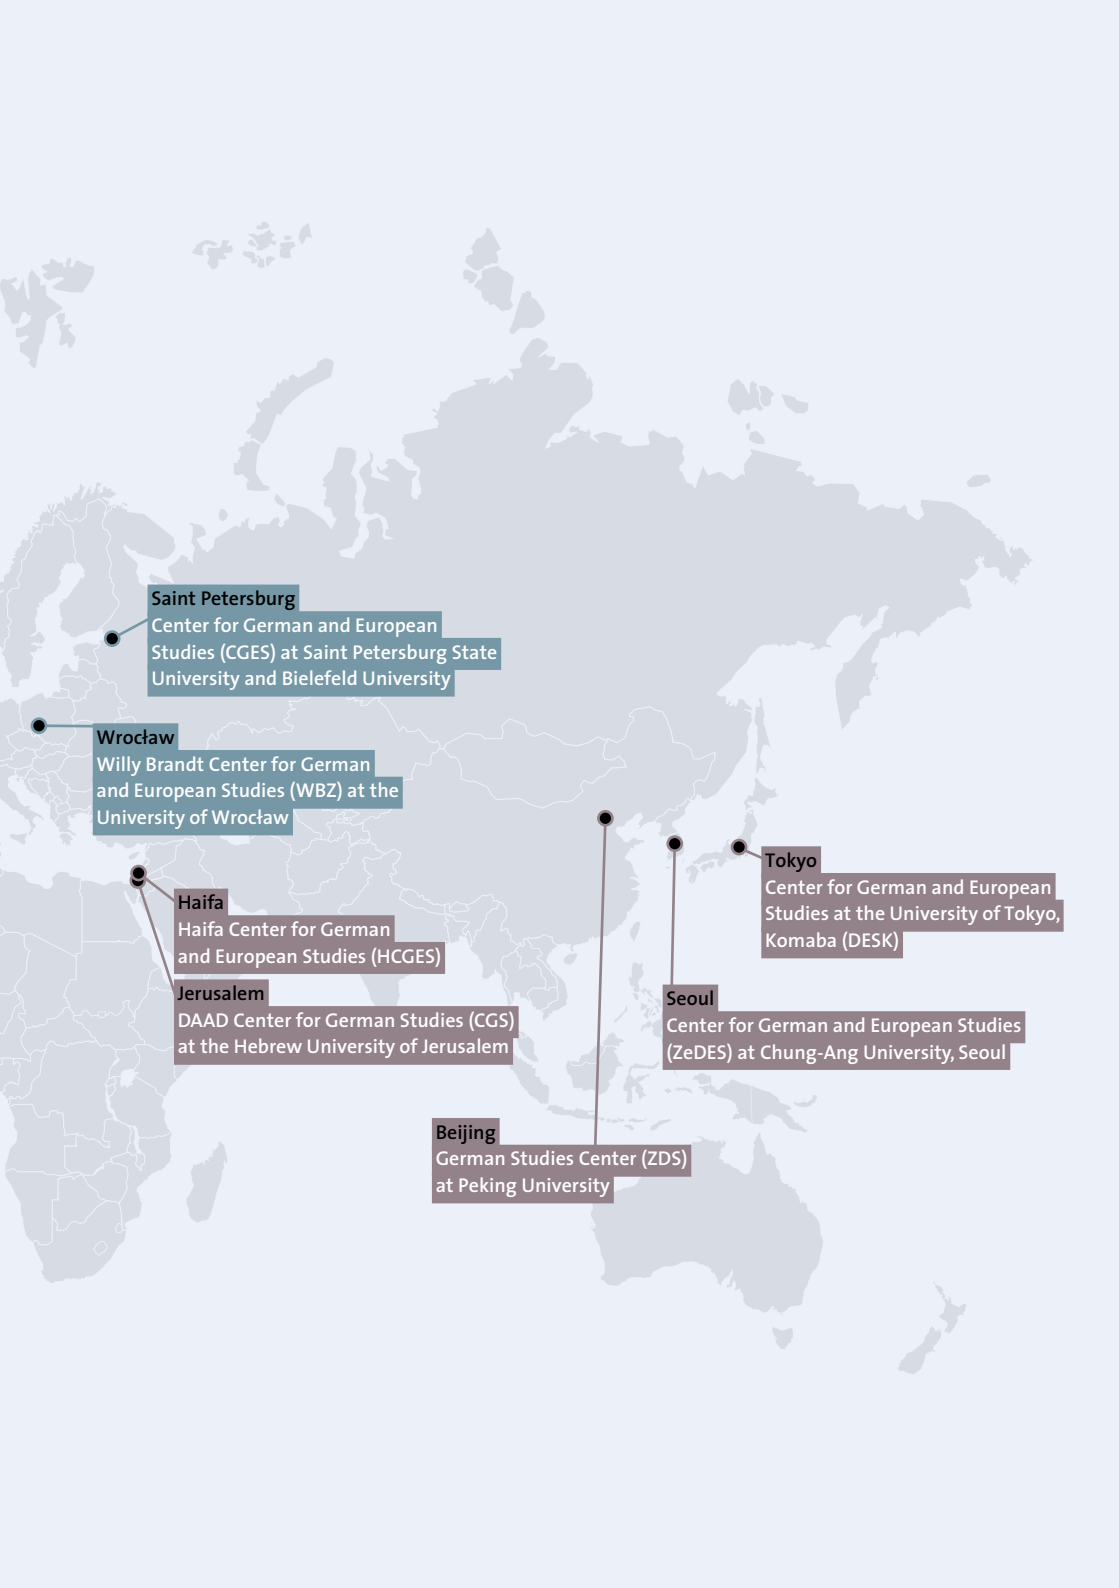 Saint Petersburg
Center for German and European
Studies (CGES) at Saint Petersburg State
University and Bielefeld University
Wrocław
Willy Brandt Center for German
and European Studies (WBZ) at the
University of Wrocław
Haifa
Haifa Center for German
and European Studies (HCGES)
Jerusalem
DAAD Center for German Studies (CGS)
at the Hebrew University of Jerusalem
Tokyo
Center for German and European
Studies at the University of Tokyo,
Komaba (DESK)
Seoul
Center for German and European Studies
(ZeDES) at Chung-Ang University, Seoul
Beijing
German Studies Center (ZDS)
at Peking University